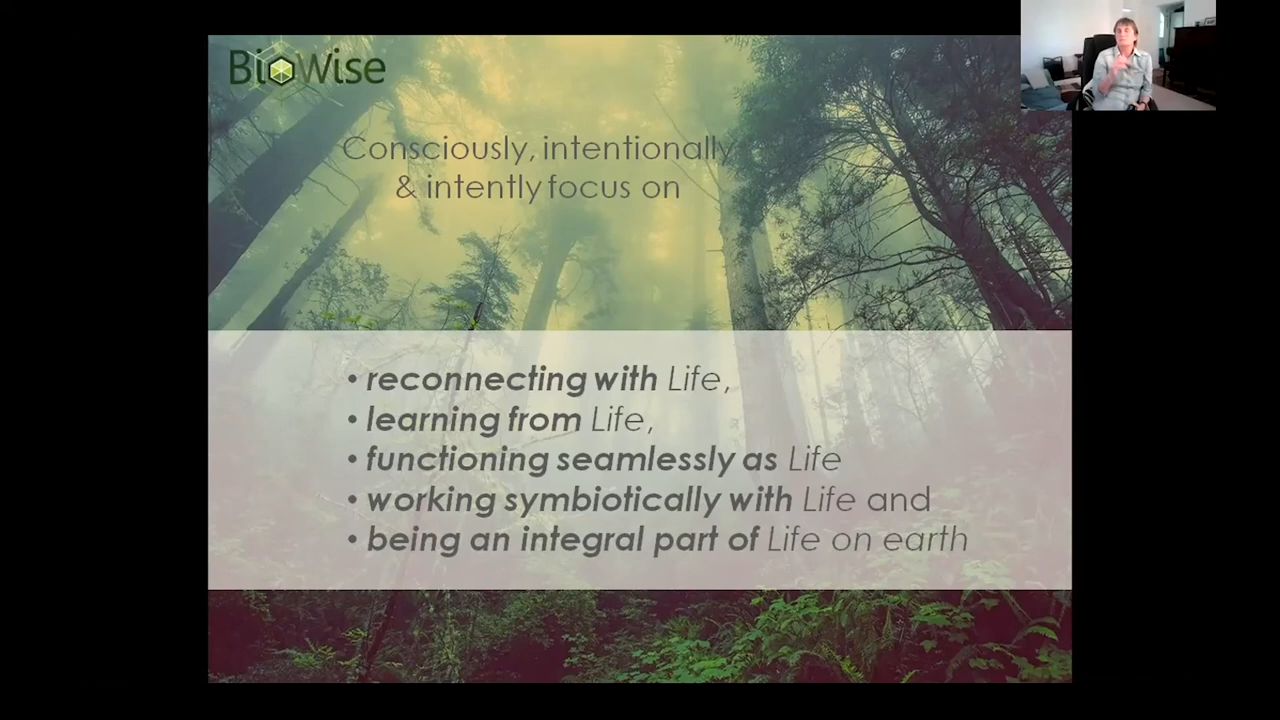 BioWise
Consciously, intentionally
& intently focus on
• reconnecting with Life,
• learning from Life,
• functioning seamlessly as Life
• working symbiotically with Life and
• being an integral part of Life on earth